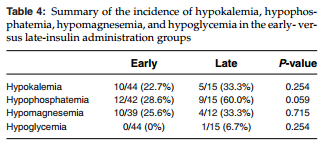 Table 4: Summary of the incidence of hypokalemia, hypophos-
phatemia, hypomagnesemia, and hypoglycemia in the early- ver-
sus late-insulin administration groups
Early Late P-value
Hypokalemia 10/44 (22.7%) 5/15 (33.3%) 0.254
Hypophosphatemia 12/42 (28.6%) 9/15 (60.0%) 0.059
Hypomagnesemia 10/39 (25.6%) 4/12 (33.3%) 0.715
Hypoglycemia 0/44 (0%) 1/15 (6.7%) 0.254